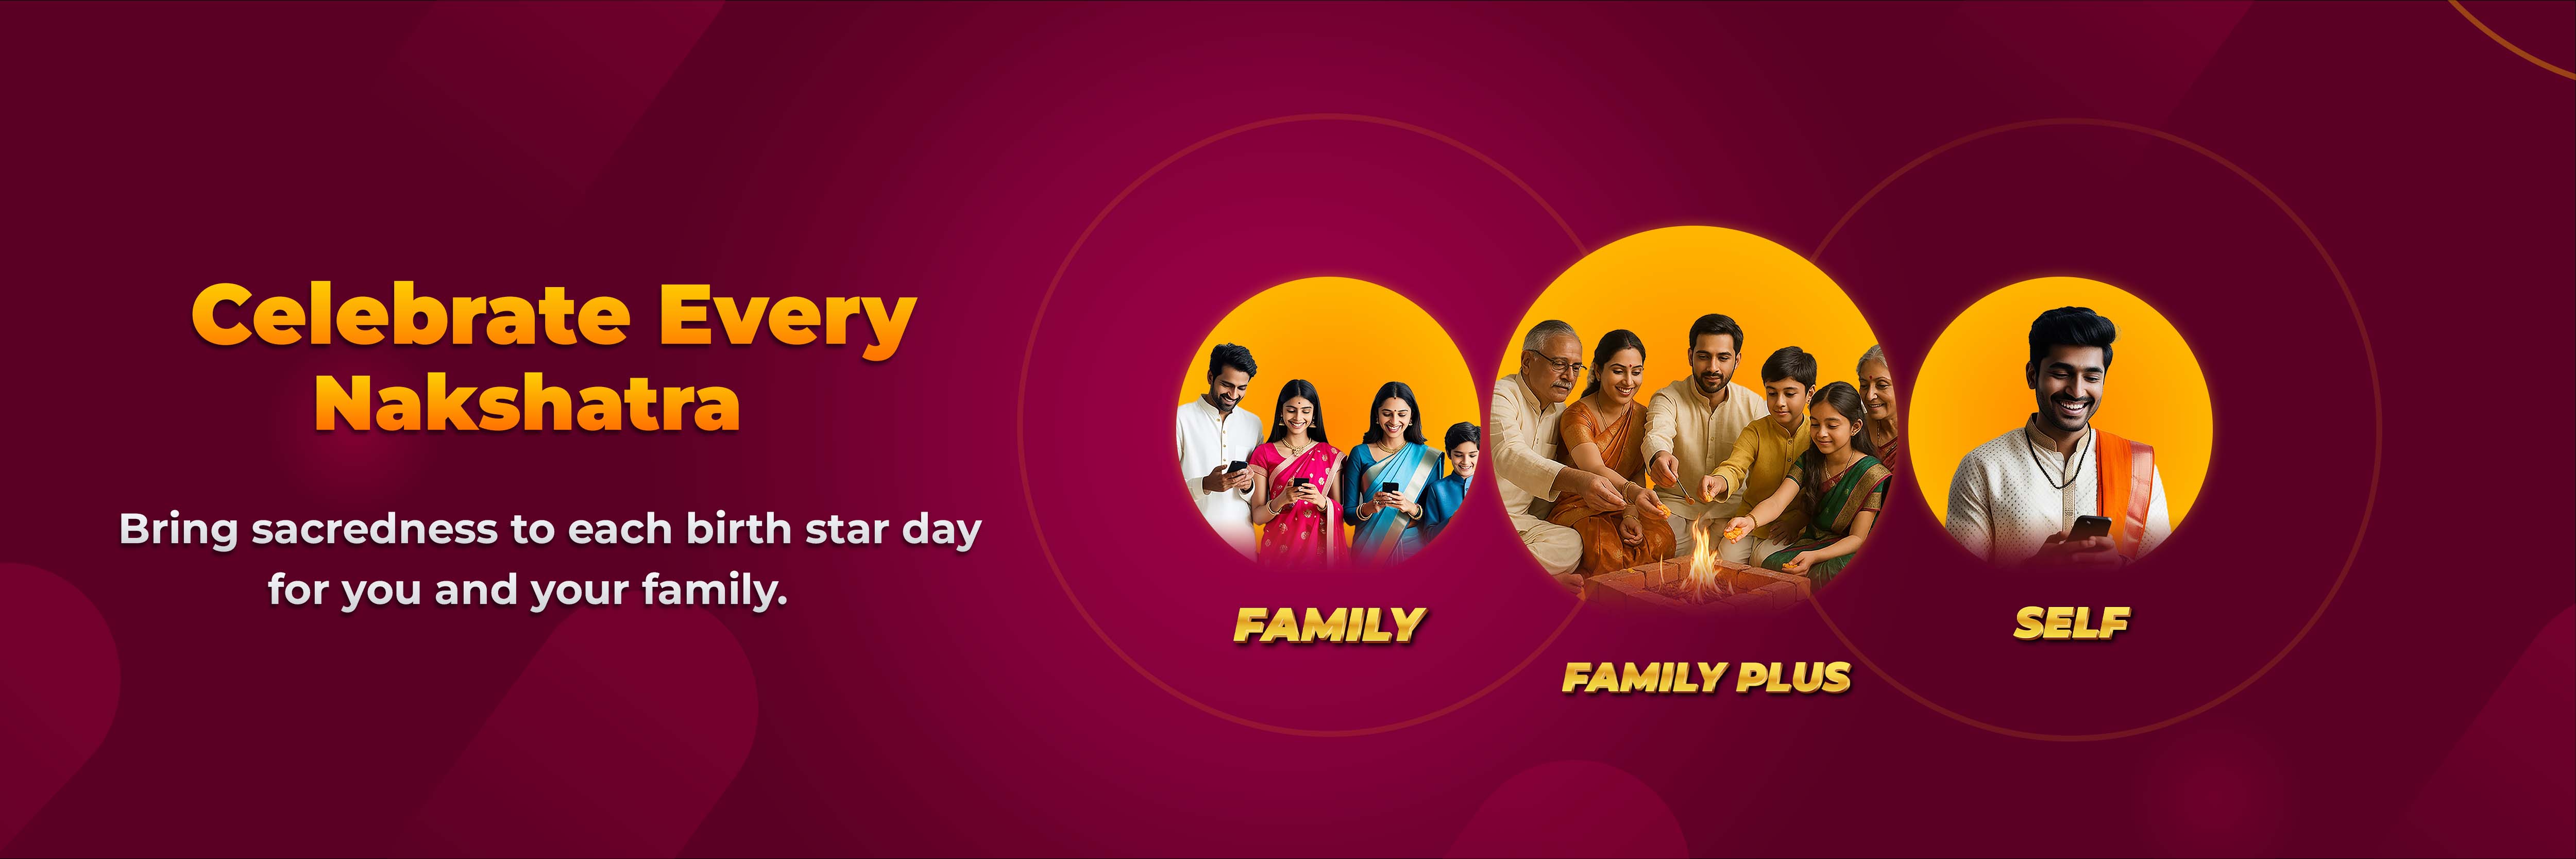 Celebrate Every
Nakshatra
Bring sacredness to each birth star day
for you and your family.
FAMILY
FAMILY PLUS
SELF